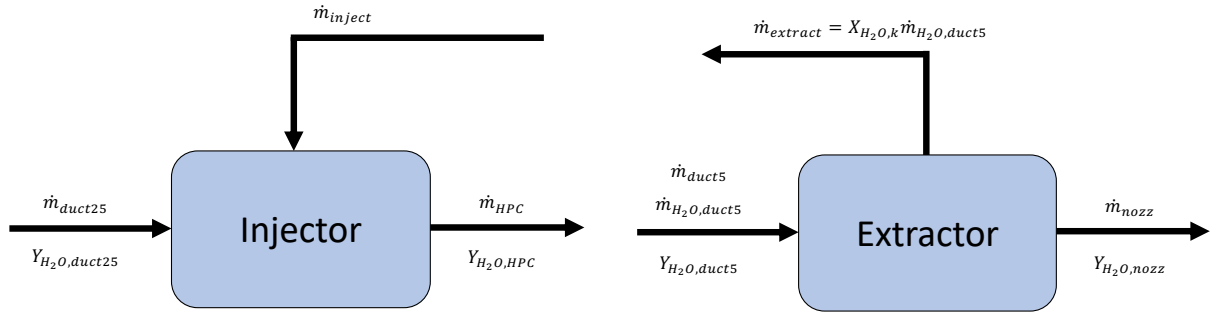 ṁ_inject
ṁ_duct25
Injector
ṁ_HPC
Y_H₂O,duct25
Y_H₂O,HPC
ṁ_extract = X_H₂O,k ṁ_H₂O,duct5
ṁ_duct5
ṁ_H₂O,duct5
Extractor
ṁ_nozz
Y_H₂O,duct5
Y_H₂O,nozz